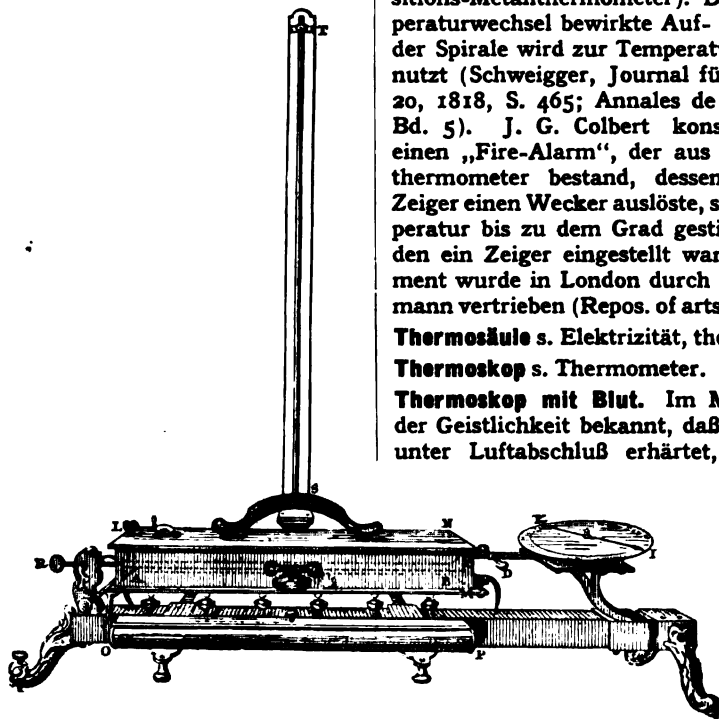 sitions-Metallthermometer). D
peraturwechsel bewirkte Auf-
der Spirale wird zur Temperat
nutzt (Schweigger, Journal fü
20, 1818, S. 465; Annales de
Bd. 5). J. G. Colbert kons
einen „Fire-Alarm“, der aus
thermometer bestand, dessen
Zeiger einen Wecker auslöste, s
peratur bis zu dem Grad gesti
den ein Zeiger eingestellt war
ment wurde in London durch
mann vertrieben (Repos. of arts
Thermosäule s. Elektrizität, the
Thermoskop s. Thermometer.
Thermoskop mit Blut. Im M
der Geistlichkeit bekannt, daß
unter Luftabschluß erhärtet,
T
S
L
N
R
D
I
O
P